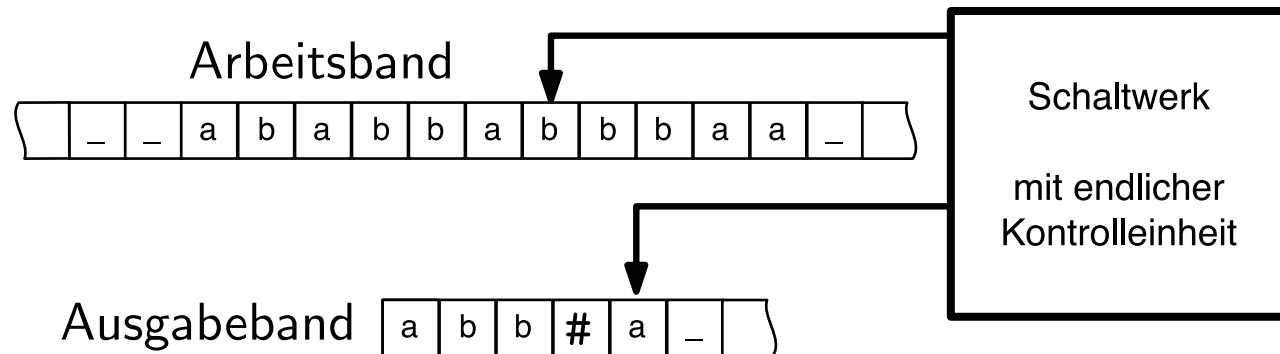 Arbeitsband
_ _ a b a b b a b b b a a _
Schaltwerk
mit endlicher
Kontrolleinheit
Ausgabeband a b b # a _